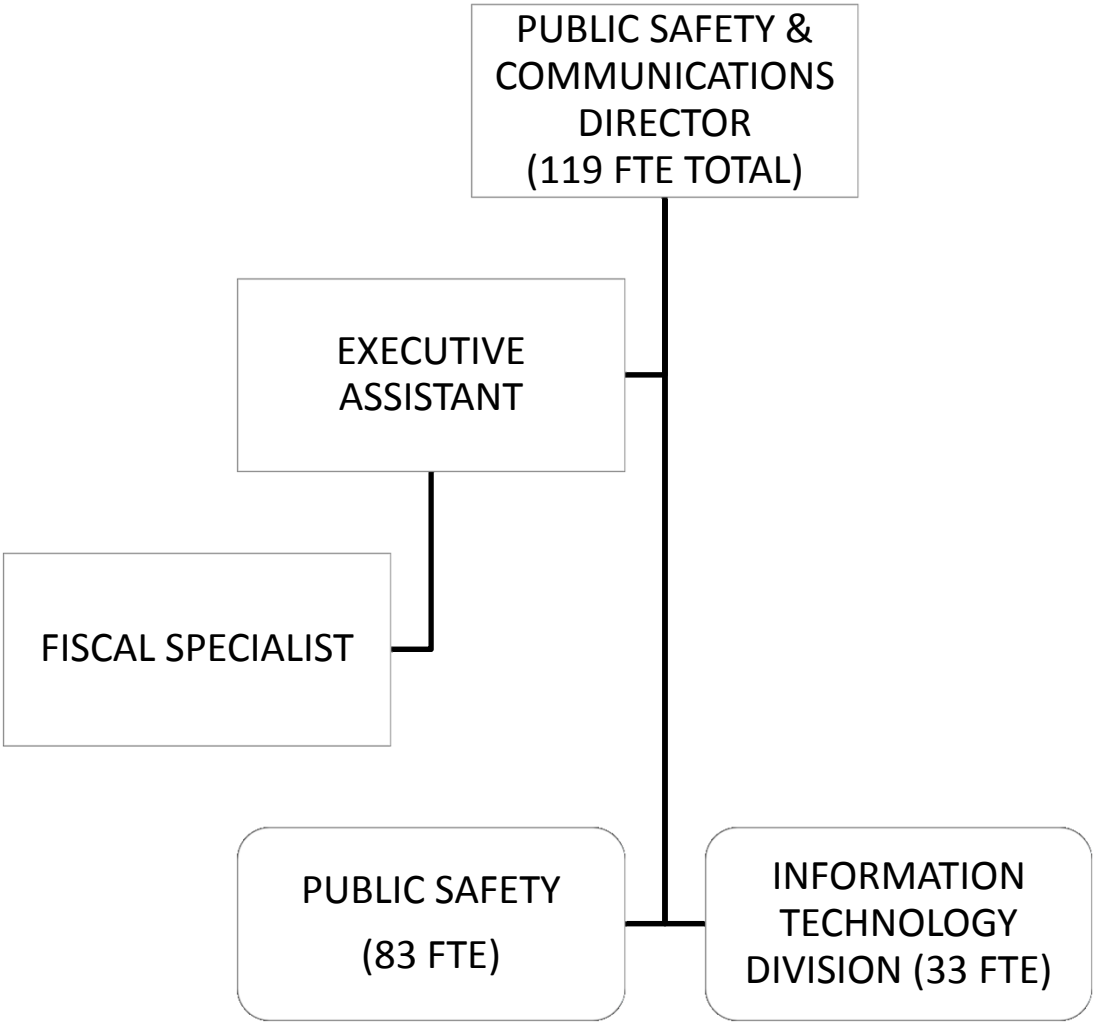 PUBLIC SAFETY &
COMMUNICATIONS
DIRECTOR
(119 FTE TOTAL)
EXECUTIVE
ASSISTANT
FISCAL SPECIALIST
PUBLIC SAFETY
(83 FTE)
INFORMATION
TECHNOLOGY
DIVISION (33 FTE)